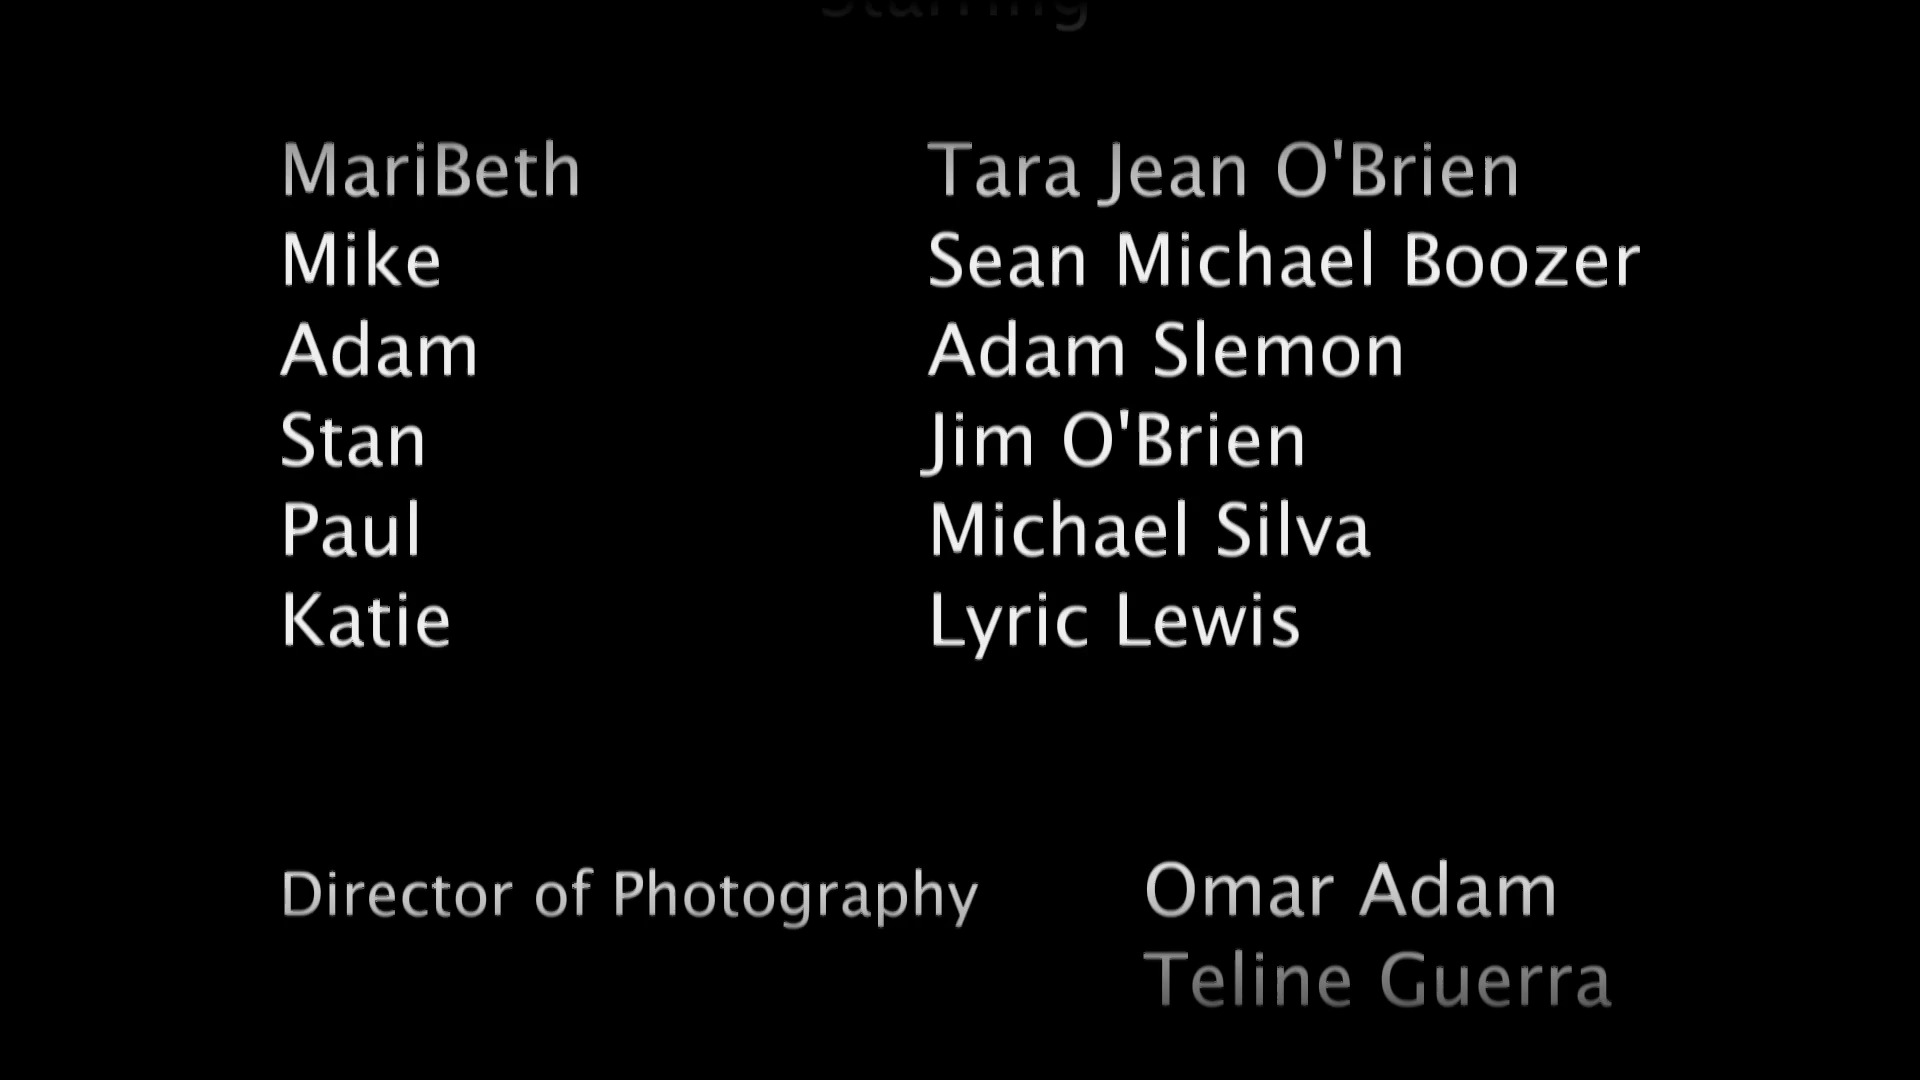 Starring
MariBeth Tara Jean O'Brien
Mike Sean Michael Boozer
Adam Adam Slemon
Stan Jim O'Brien
Paul Michael Silva
Katie Lyric Lewis
Director of Photography Omar Adam
Teline Guerra